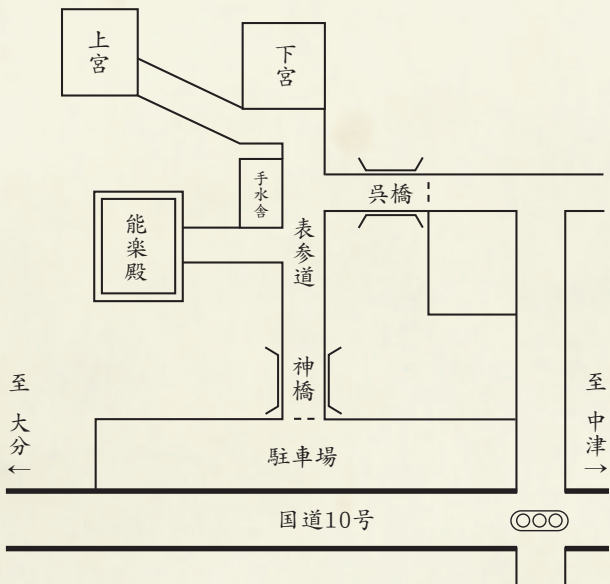 上宮
下宮
手水舎
呉橋
能楽殿
表参道
神橋
至 大分
←
至 中津
→
駐車場
国道10号